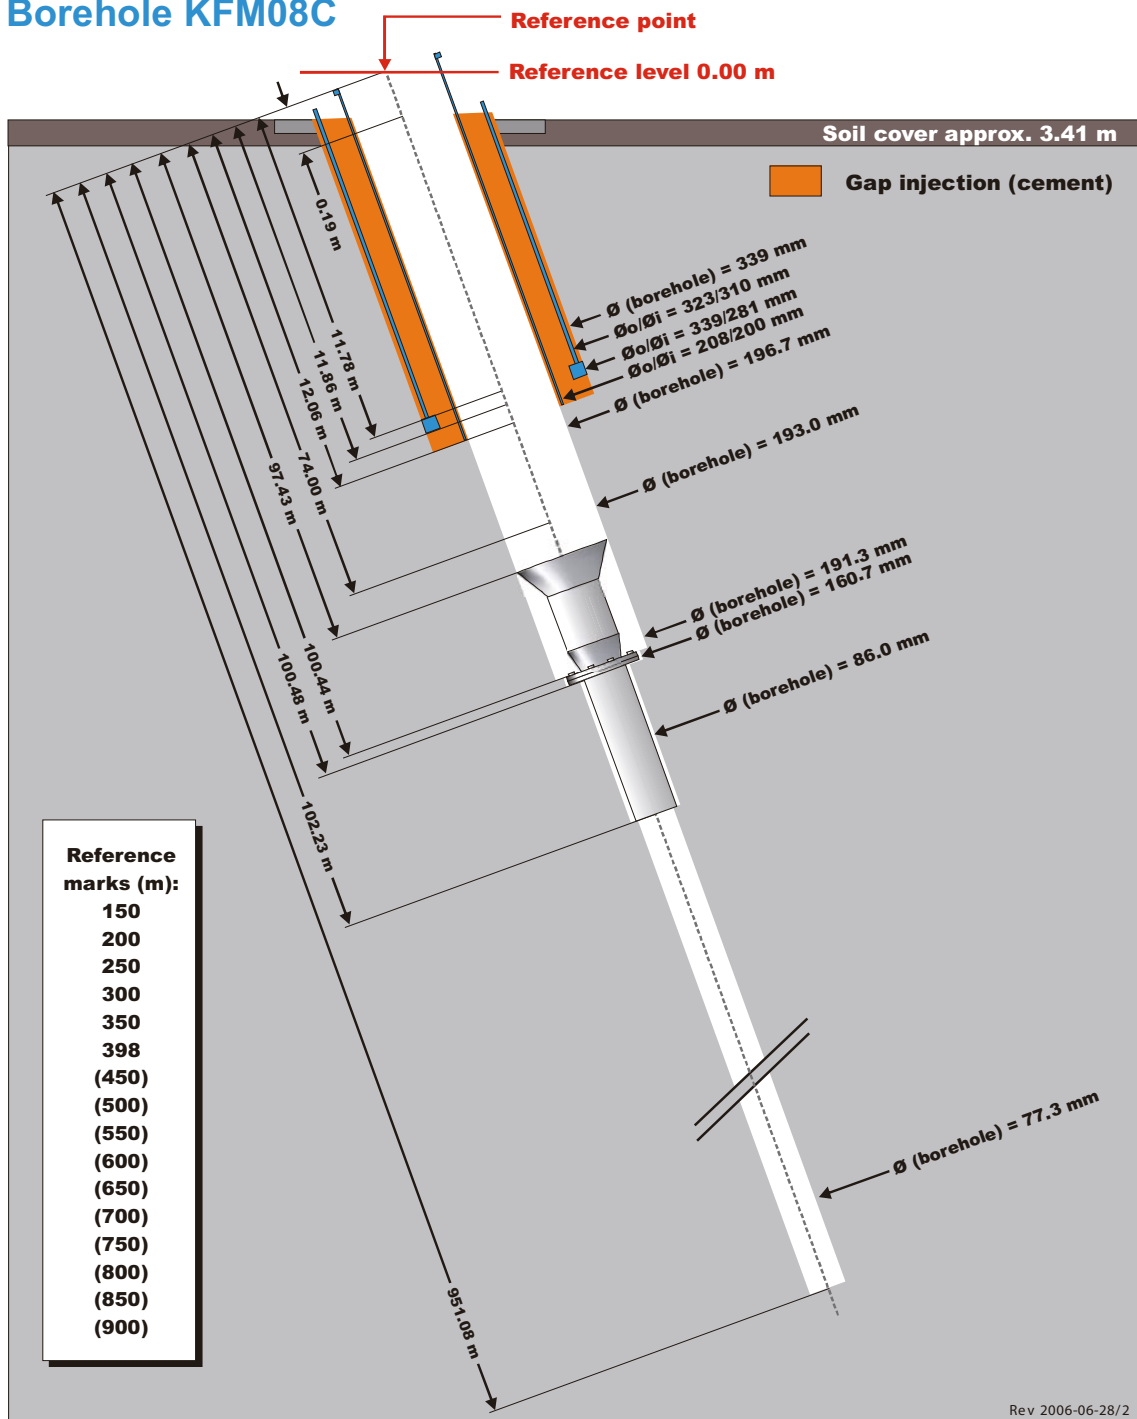 Borehole KFM08C
Reference point
Reference level 0.00 m
Soil cover approx. 3.41 m
Gap injection (cement)
0.19 m
11.78 m
11.86 m
12.06 m
74.00 m
97.43 m
100.44 m
100.48 m
102.23 m
951.08 m
Ø (borehole) = 339 mm
Øo/Øi = 323/310 mm
Øo/Øi = 339/281 mm
Øo/Øi = 208/200 mm
Ø (borehole) = 196.7 mm
Ø (borehole) = 193.0 mm
Ø (borehole) = 191.3 mm
Ø (borehole) = 160.7 mm
Ø (borehole) = 86.0 mm
Ø (borehole) = 77.3 mm
Reference
marks (m):
150
200
250
300
350
398
(450)
(500)
(550)
(600)
(650)
(700)
(750)
(800)
(850)
(900)
Rev 2006-06-28/2